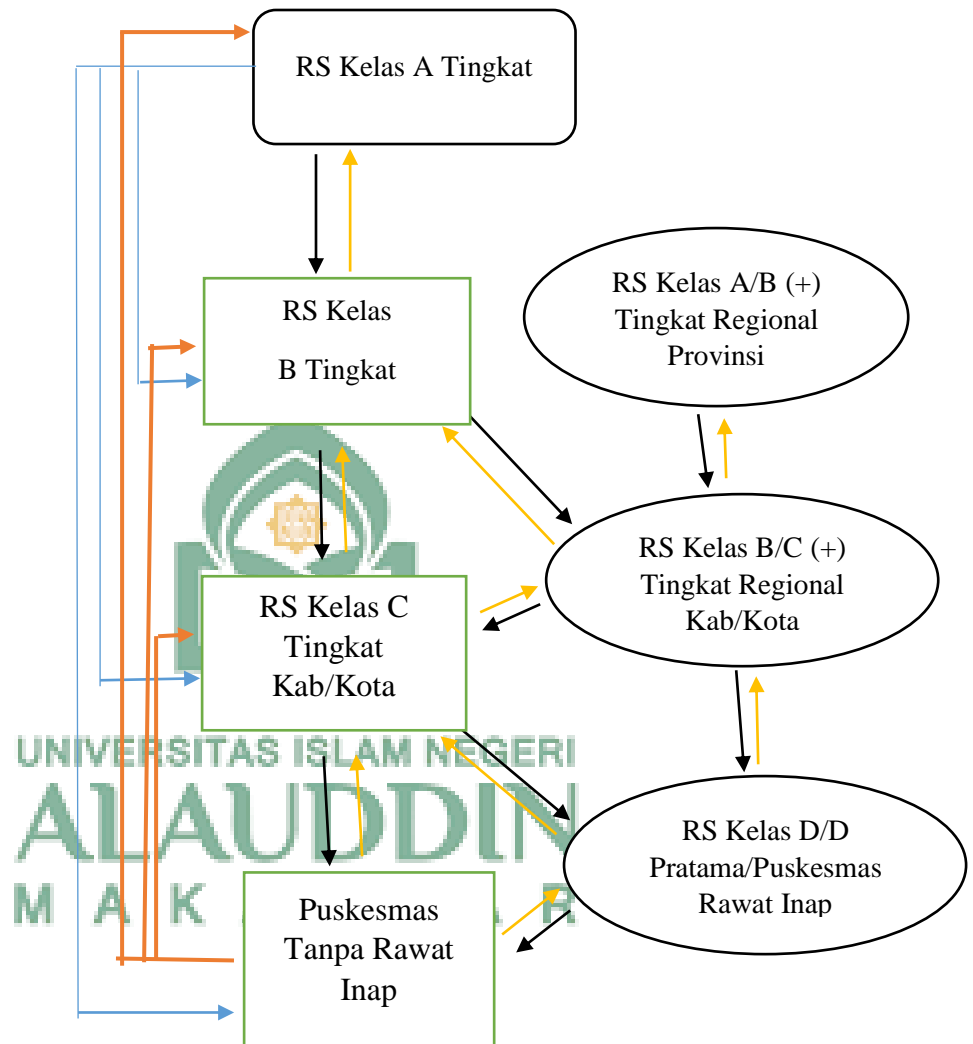 RS Kelas A Tingkat
RS Kelas
B Tingkat
RS Kelas A/B (+)
Tingkat Regional
Provinsi
RS Kelas B/C (+)
Tingkat Regional
Kab/Kota
RS Kelas C
Tingkat
Kab/Kota
UNIVERSITAS ISLAM NEGERI
ALAUDDIN
RS Kelas D/D
Pratama/Puskesmas
Rawat Inap
Puskesmas
Tanpa Rawat
Inap